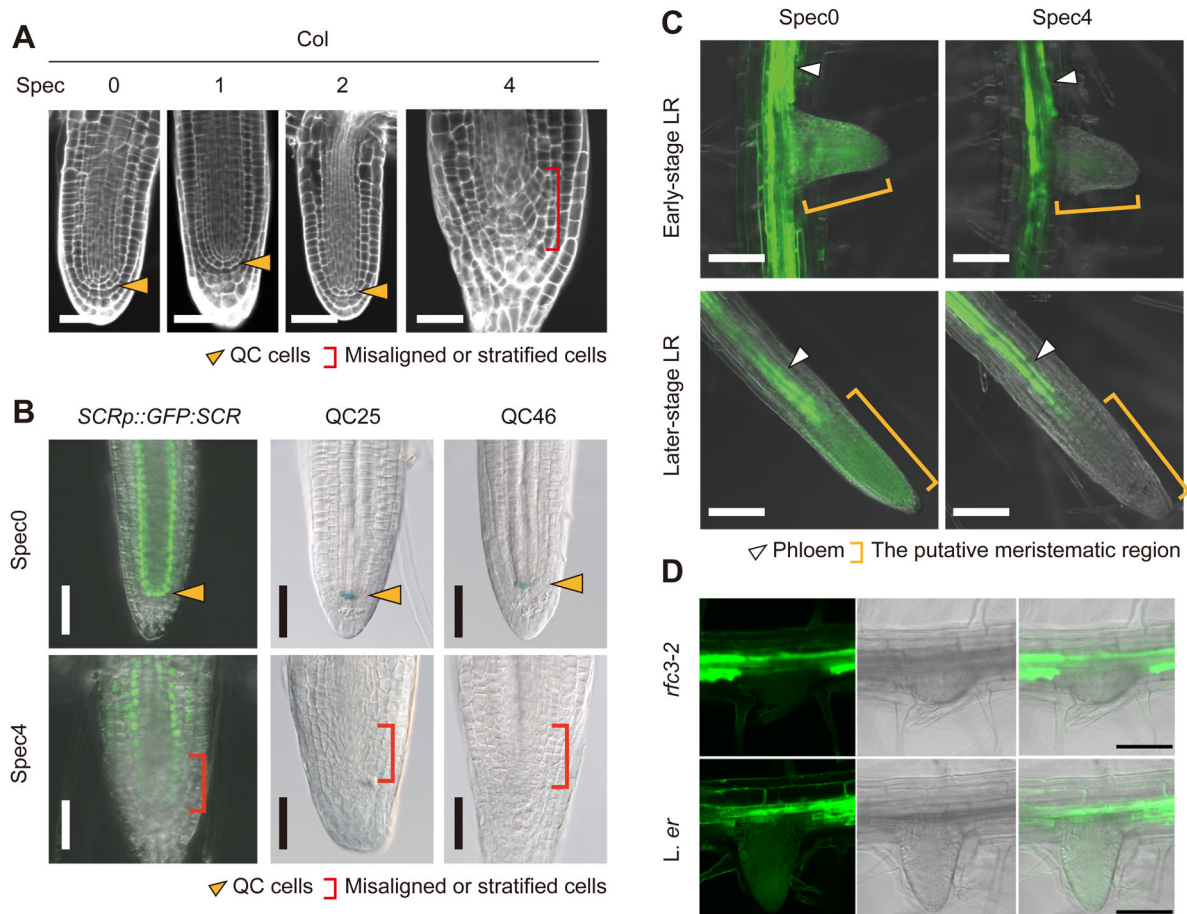 A
Col
Spec 0 1 2 4
QC cells Misaligned or stratified cells
B
SCRp::GFP:SCR QC25 QC46
Spec0
Spec4
QC cells Misaligned or stratified cells
C
Spec0 Spec4
Early-stage LR
Later-stage LR
Phloem The putative meristematic region
D
rfc3-2
L. er